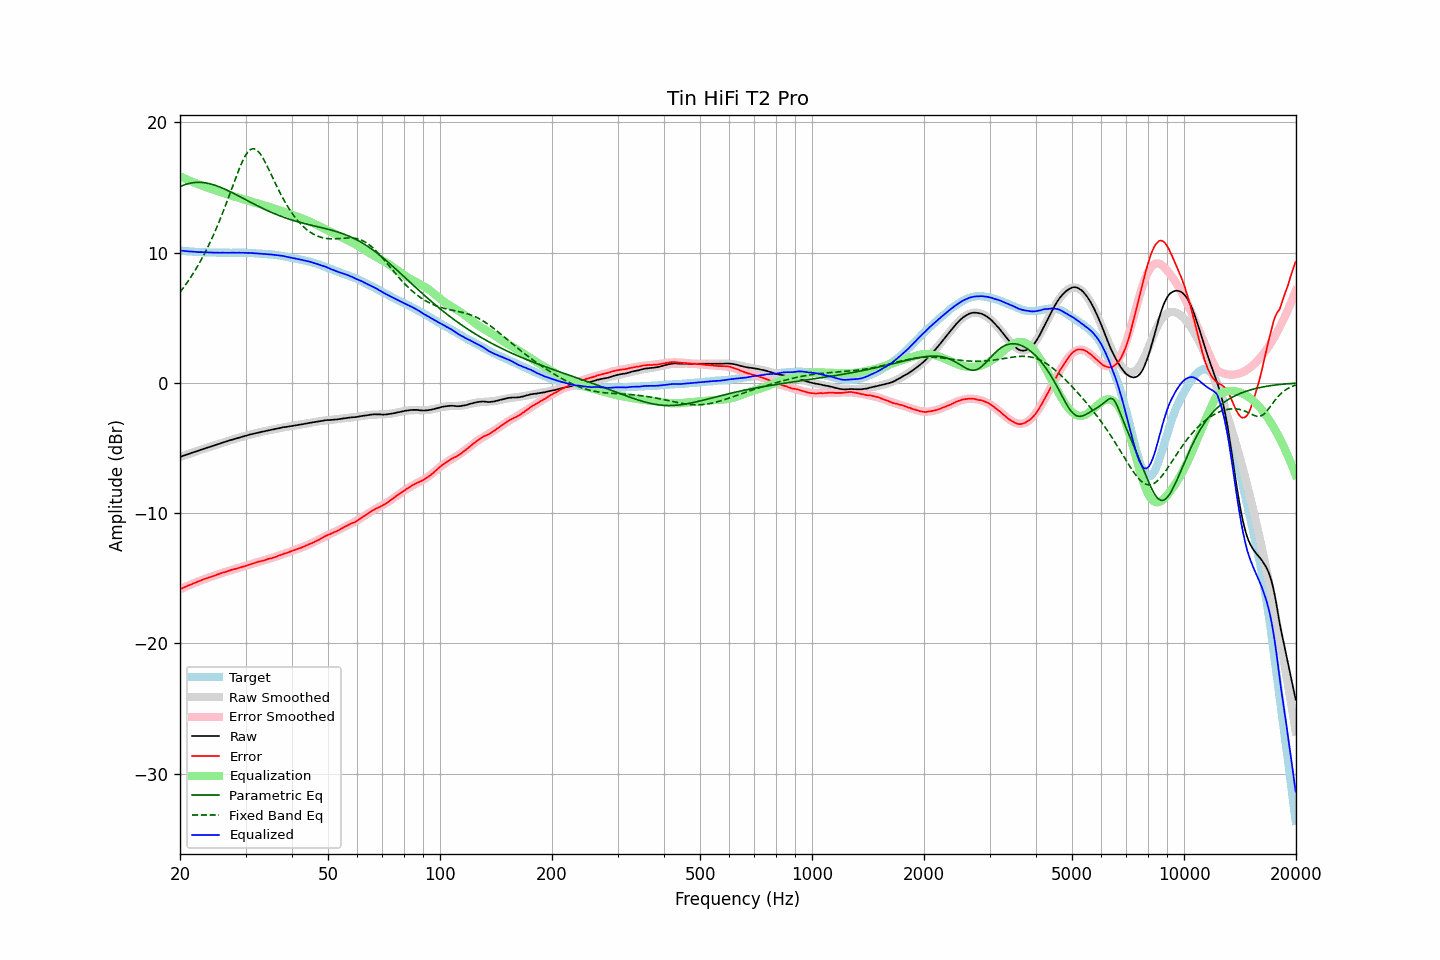 Tin HiFi T2 Pro
Amplitude (dBr)
20
10
0
−10
−20
−30
Target
Raw Smoothed
Error Smoothed
Raw
Error
Equalization
Parametric Eq
Fixed Band Eq
Equalized
20 50 100 200 500 1000 2000 5000 10000 20000
Frequency (Hz)